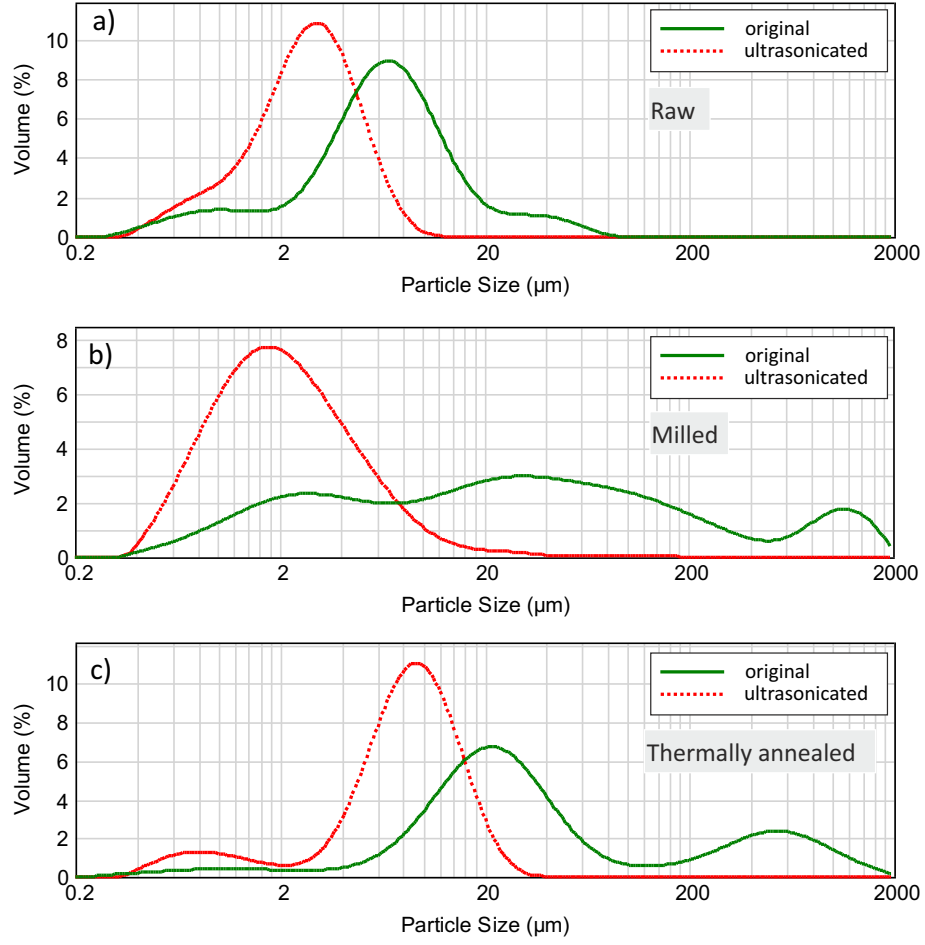 a)
original
ultrasonicated
Raw
Volume (%)
10
8
6
4
2
0
0.2 2 20 200 2000
Particle Size (µm)
b)
original
ultrasonicated
Milled
Volume (%)
8
6
4
2
0
0.2 2 20 200 2000
Particle Size (µm)
c)
original
ultrasonicated
Thermally annealed
Volume (%)
10
8
6
4
2
0
0.2 2 20 200 2000
Particle Size (µm)